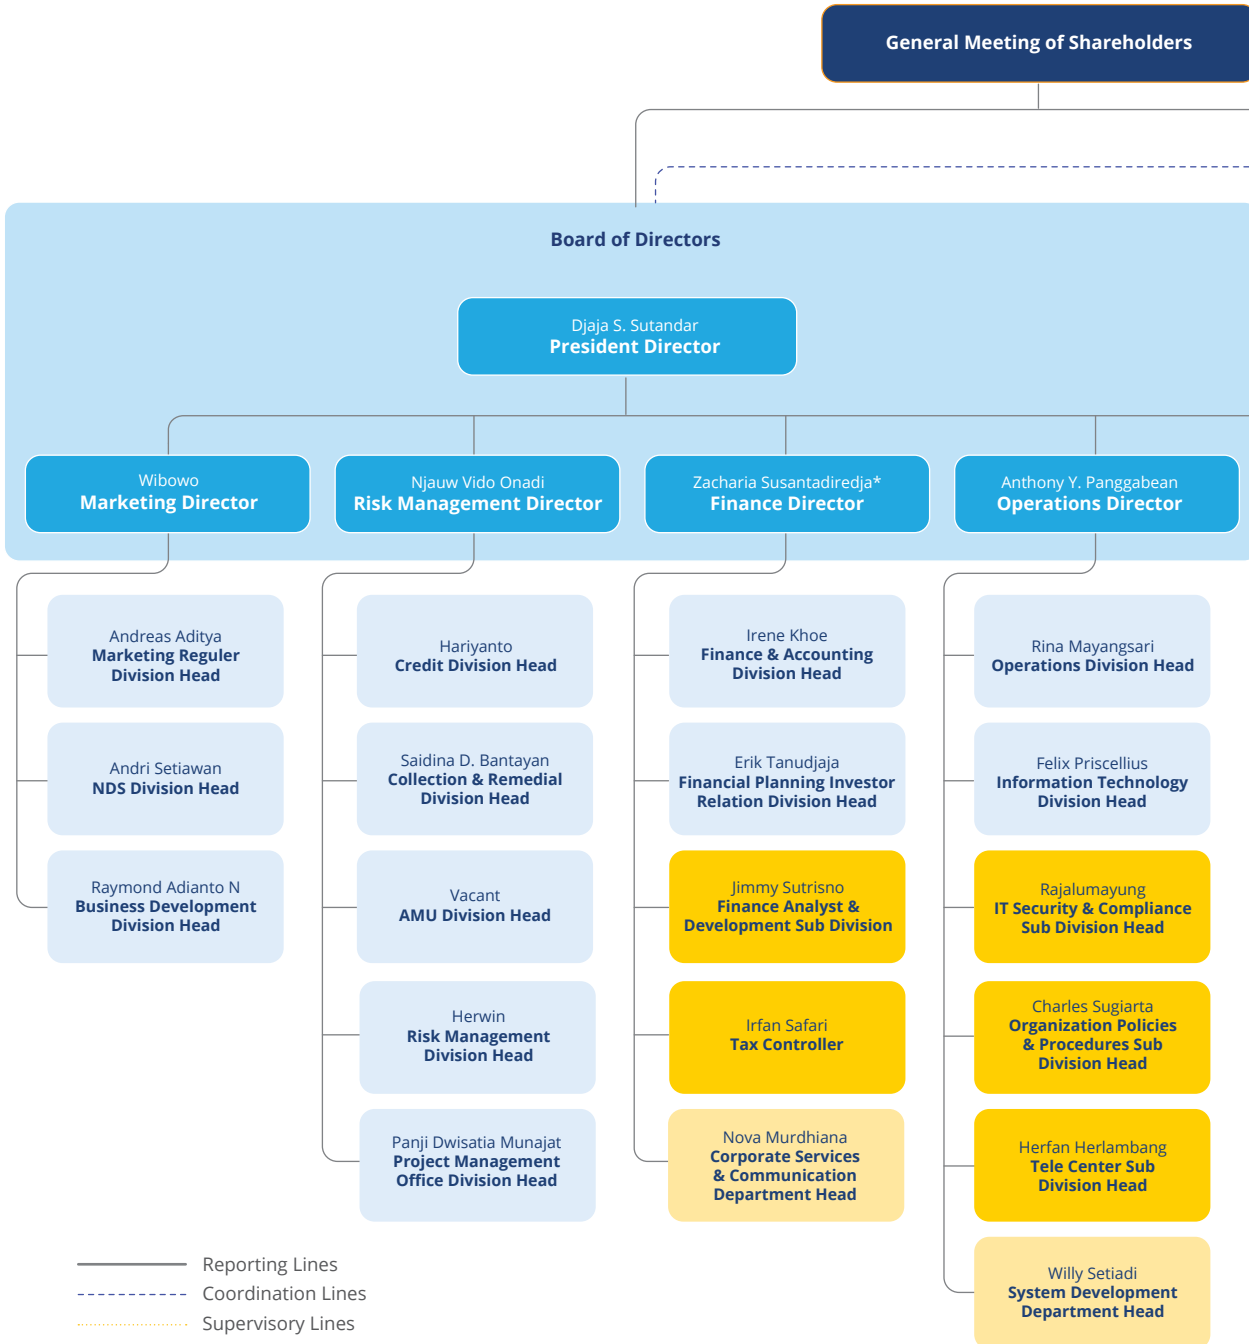 General Meeting of Shareholders
Board of Directors
Djaja S. Sutandar
President Director
Wibowo
Marketing Director
Njauw Vido Onadi
Risk Management Director
Zacharia Susantadiredja*
Finance Director
Anthony Y. Panggabean
Operations Director
Andreas Aditya
Marketing Reguler
Division Head
Andri Setiawan
NDS Division Head
Raymond Adianto N
Business Development
Division Head
Hariyanto
Credit Division Head
Saidina D. Bantayan
Collection & Remedial
Division Head
Vacant
AMU Division Head
Herwin
Risk Management
Division Head
Panji Dwisatia Munajat
Project Management
Office Division Head
Irene Khoe
Finance & Accounting
Division Head
Erik Tanudjaja
Financial Planning Investor
Relation Division Head
Jimmy Sutrisno
Finance Analyst &
Development Sub Division
Irfan Safari
Tax Controller
Nova Murdhiana
Corporate Services
& Communication
Department Head
Rina Mayangsari
Operations Division Head
Felix Priscellius
Information Technology
Division Head
Rajalumayung
IT Security & Compliance
Sub Division Head
Charles Sugiarta
Organization Policies
& Procedures Sub
Division Head
Herfan Herlambang
Tele Center Sub
Division Head
Willy Setiadi
System Development
Department Head
Reporting Lines
Coordination Lines
Supervisory Lines